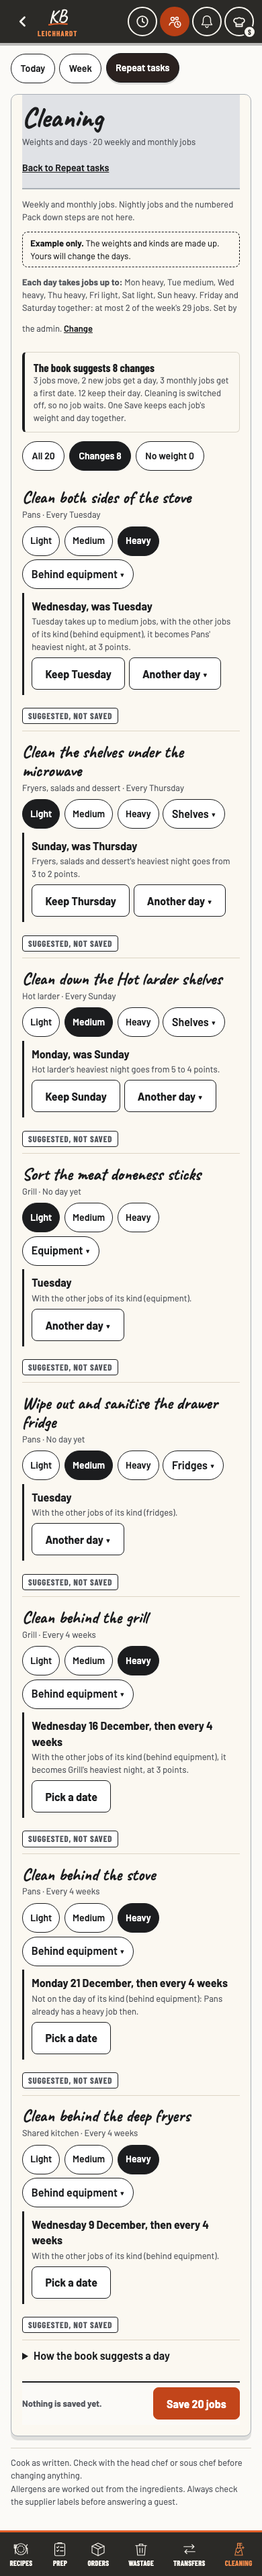 KB
LEICHHARDT
$
Today
Week
Repeat tasks
Cleaning
Weights and days · 20 weekly and monthly jobs
Back to Repeat tasks
Weekly and monthly jobs. Nightly jobs and the numbered
Pack down steps are not here.
Example only. The weights and kinds are made up.
Yours will change the days.
Each day takes jobs up to: Mon heavy, Tue medium, Wed
heavy, Thu heavy, Fri light, Sat light, Sun heavy. Friday and
Saturday together: at most 2 of the week's 29 jobs. Set by
the admin. Change
The book suggests 8 changes
3 jobs move, 2 new jobs get a day, 3 monthly jobs get
a first date. 12 keep their day. Cleaning is switched
off, so no job waits. One Save keeps each job's
weight and day together.
All 20
Changes 8
No weight 0
Clean both sides of the stove
Pans · Every Tuesday
Light
Medium
Heavy
Behind equipment ▾
Wednesday, was Tuesday
Tuesday takes up to medium jobs, with the other jobs
of its kind (behind equipment), it becomes Pans'
heaviest night, at 3 points.
Keep Tuesday
Another day ▾
SUGGESTED, NOT SAVED
Clean the shelves under the
microwave
Fryers, salads and dessert · Every Thursday
Light
Medium
Heavy
Shelves ▾
Sunday, was Thursday
Fryers, salads and dessert's heaviest night goes from
3 to 2 points.
Keep Thursday
Another day ▾
SUGGESTED, NOT SAVED
Clean down the Hot larder shelves
Hot larder · Every Sunday
Light
Medium
Heavy
Shelves ▾
Monday, was Sunday
Hot larder's heaviest night goes from 5 to 4 points.
Keep Sunday
Another day ▾
SUGGESTED, NOT SAVED
Sort the meat doneness sticks
Grill · No day yet
Light
Medium
Heavy
Equipment ▾
Tuesday
With the other jobs of its kind (equipment).
Another day ▾
SUGGESTED, NOT SAVED
Wipe out and sanitise the drawer
fridge
Pans · No day yet
Light
Medium
Heavy
Fridges ▾
Tuesday
With the other jobs of its kind (fridges).
Another day ▾
SUGGESTED, NOT SAVED
Clean behind the grill
Grill · Every 4 weeks
Light
Medium
Heavy
Behind equipment ▾
Wednesday 16 December, then every 4
weeks
With the other jobs of its kind (behind equipment), it
becomes Grill's heaviest night, at 3 points.
Pick a date
SUGGESTED, NOT SAVED
Clean behind the stove
Pans · Every 4 weeks
Light
Medium
Heavy
Behind equipment ▾
Monday 21 December, then every 4 weeks
Not on the day of its kind (behind equipment): Pans
already has a heavy job then.
Pick a date
SUGGESTED, NOT SAVED
Clean behind the deep fryers
Shared kitchen · Every 4 weeks
Light
Medium
Heavy
Behind equipment ▾
Wednesday 9 December, then every 4
weeks
With the other jobs of its kind (behind equipment).
Pick a date
SUGGESTED, NOT SAVED
▶ How the book suggests a day
Nothing is saved yet.
Save 20 jobs
Cook as written. Check with the head chef or sous chef before
changing anything.
Allergens are worked out from the ingredients. Always check
the supplier labels before answering a guest.
RECIPES
PREP
ORDERS
WASTAGE
TRANSFERS
CLEANING